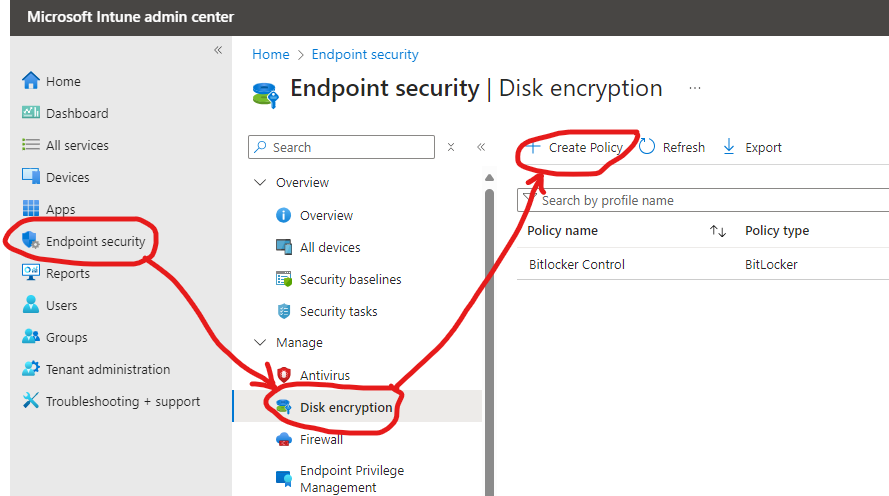 Microsoft Intune admin center
«
Home
Dashboard
All services
Devices
Apps
Endpoint security
Reports
Users
Groups
Tenant administration
Troubleshooting + support
Home > Endpoint security
Endpoint security | Disk encryption ...
Search
«
Overview
Overview
All devices
Security baselines
Security tasks
Manage
Antivirus
Disk encryption
Firewall
Endpoint Privilege
Management
+ Create Policy Refresh Export
Search by profile name
Policy name ↑↓ Policy type
Bitlocker Control BitLocker